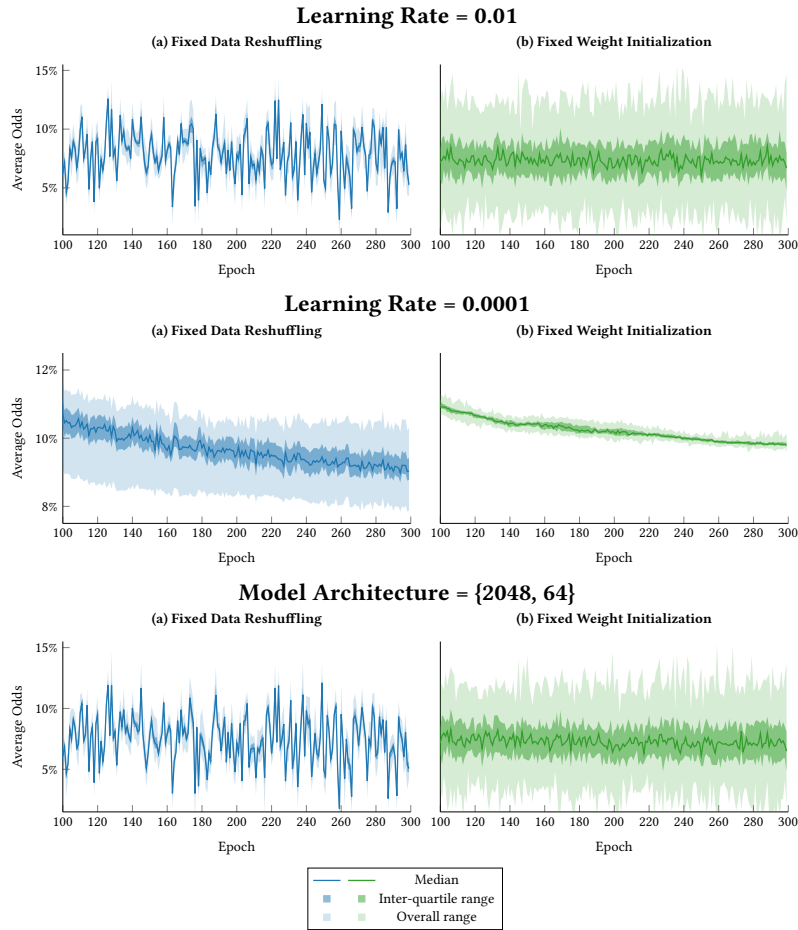 Learning Rate = 0.01
(a) Fixed Data Reshuffling
(b) Fixed Weight Initialization
Average Odds
15%
10%
5%
100 120 140 160 180 200 220 240 260 280 300
100 120 140 160 180 200 220 240 260 280 300
Epoch
Epoch
Learning Rate = 0.0001
(a) Fixed Data Reshuffling
(b) Fixed Weight Initialization
Average Odds
12%
10%
8%
100 120 140 160 180 200 220 240 260 280 300
100 120 140 160 180 200 220 240 260 280 300
Epoch
Epoch
Model Architecture = {2048, 64}
(a) Fixed Data Reshuffling
(b) Fixed Weight Initialization
Average Odds
15%
10%
5%
100 120 140 160 180 200 220 240 260 280 300
100 120 140 160 180 200 220 240 260 280 300
Epoch
Epoch
Median
Inter-quartile range
Overall range